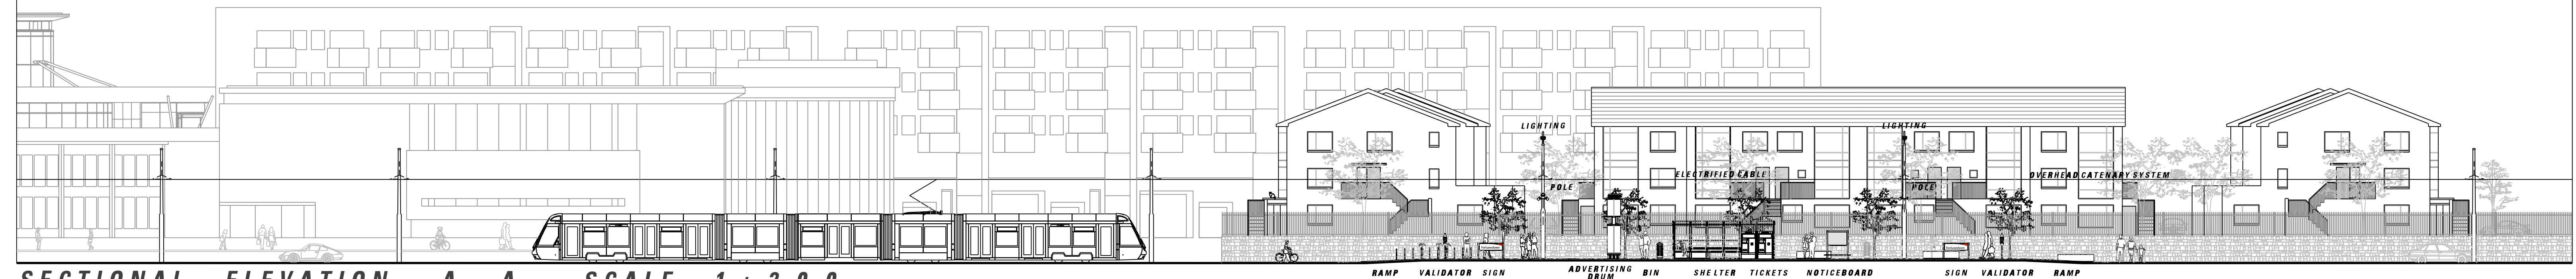 LIGHTING
LIGHTING
ELECTRIFIED CABLE
OVERHEAD CATENARY SYSTEM
POLE
POLE
RAMP
VALIDATOR
SIGN
ADVERTISING
DRUM
BIN
SHELTER
TICKETS
NOTICEBOARD
SIGN
VALIDATOR
RAMP
SECTIONAL ELEVATION A-A SCALE 1:200